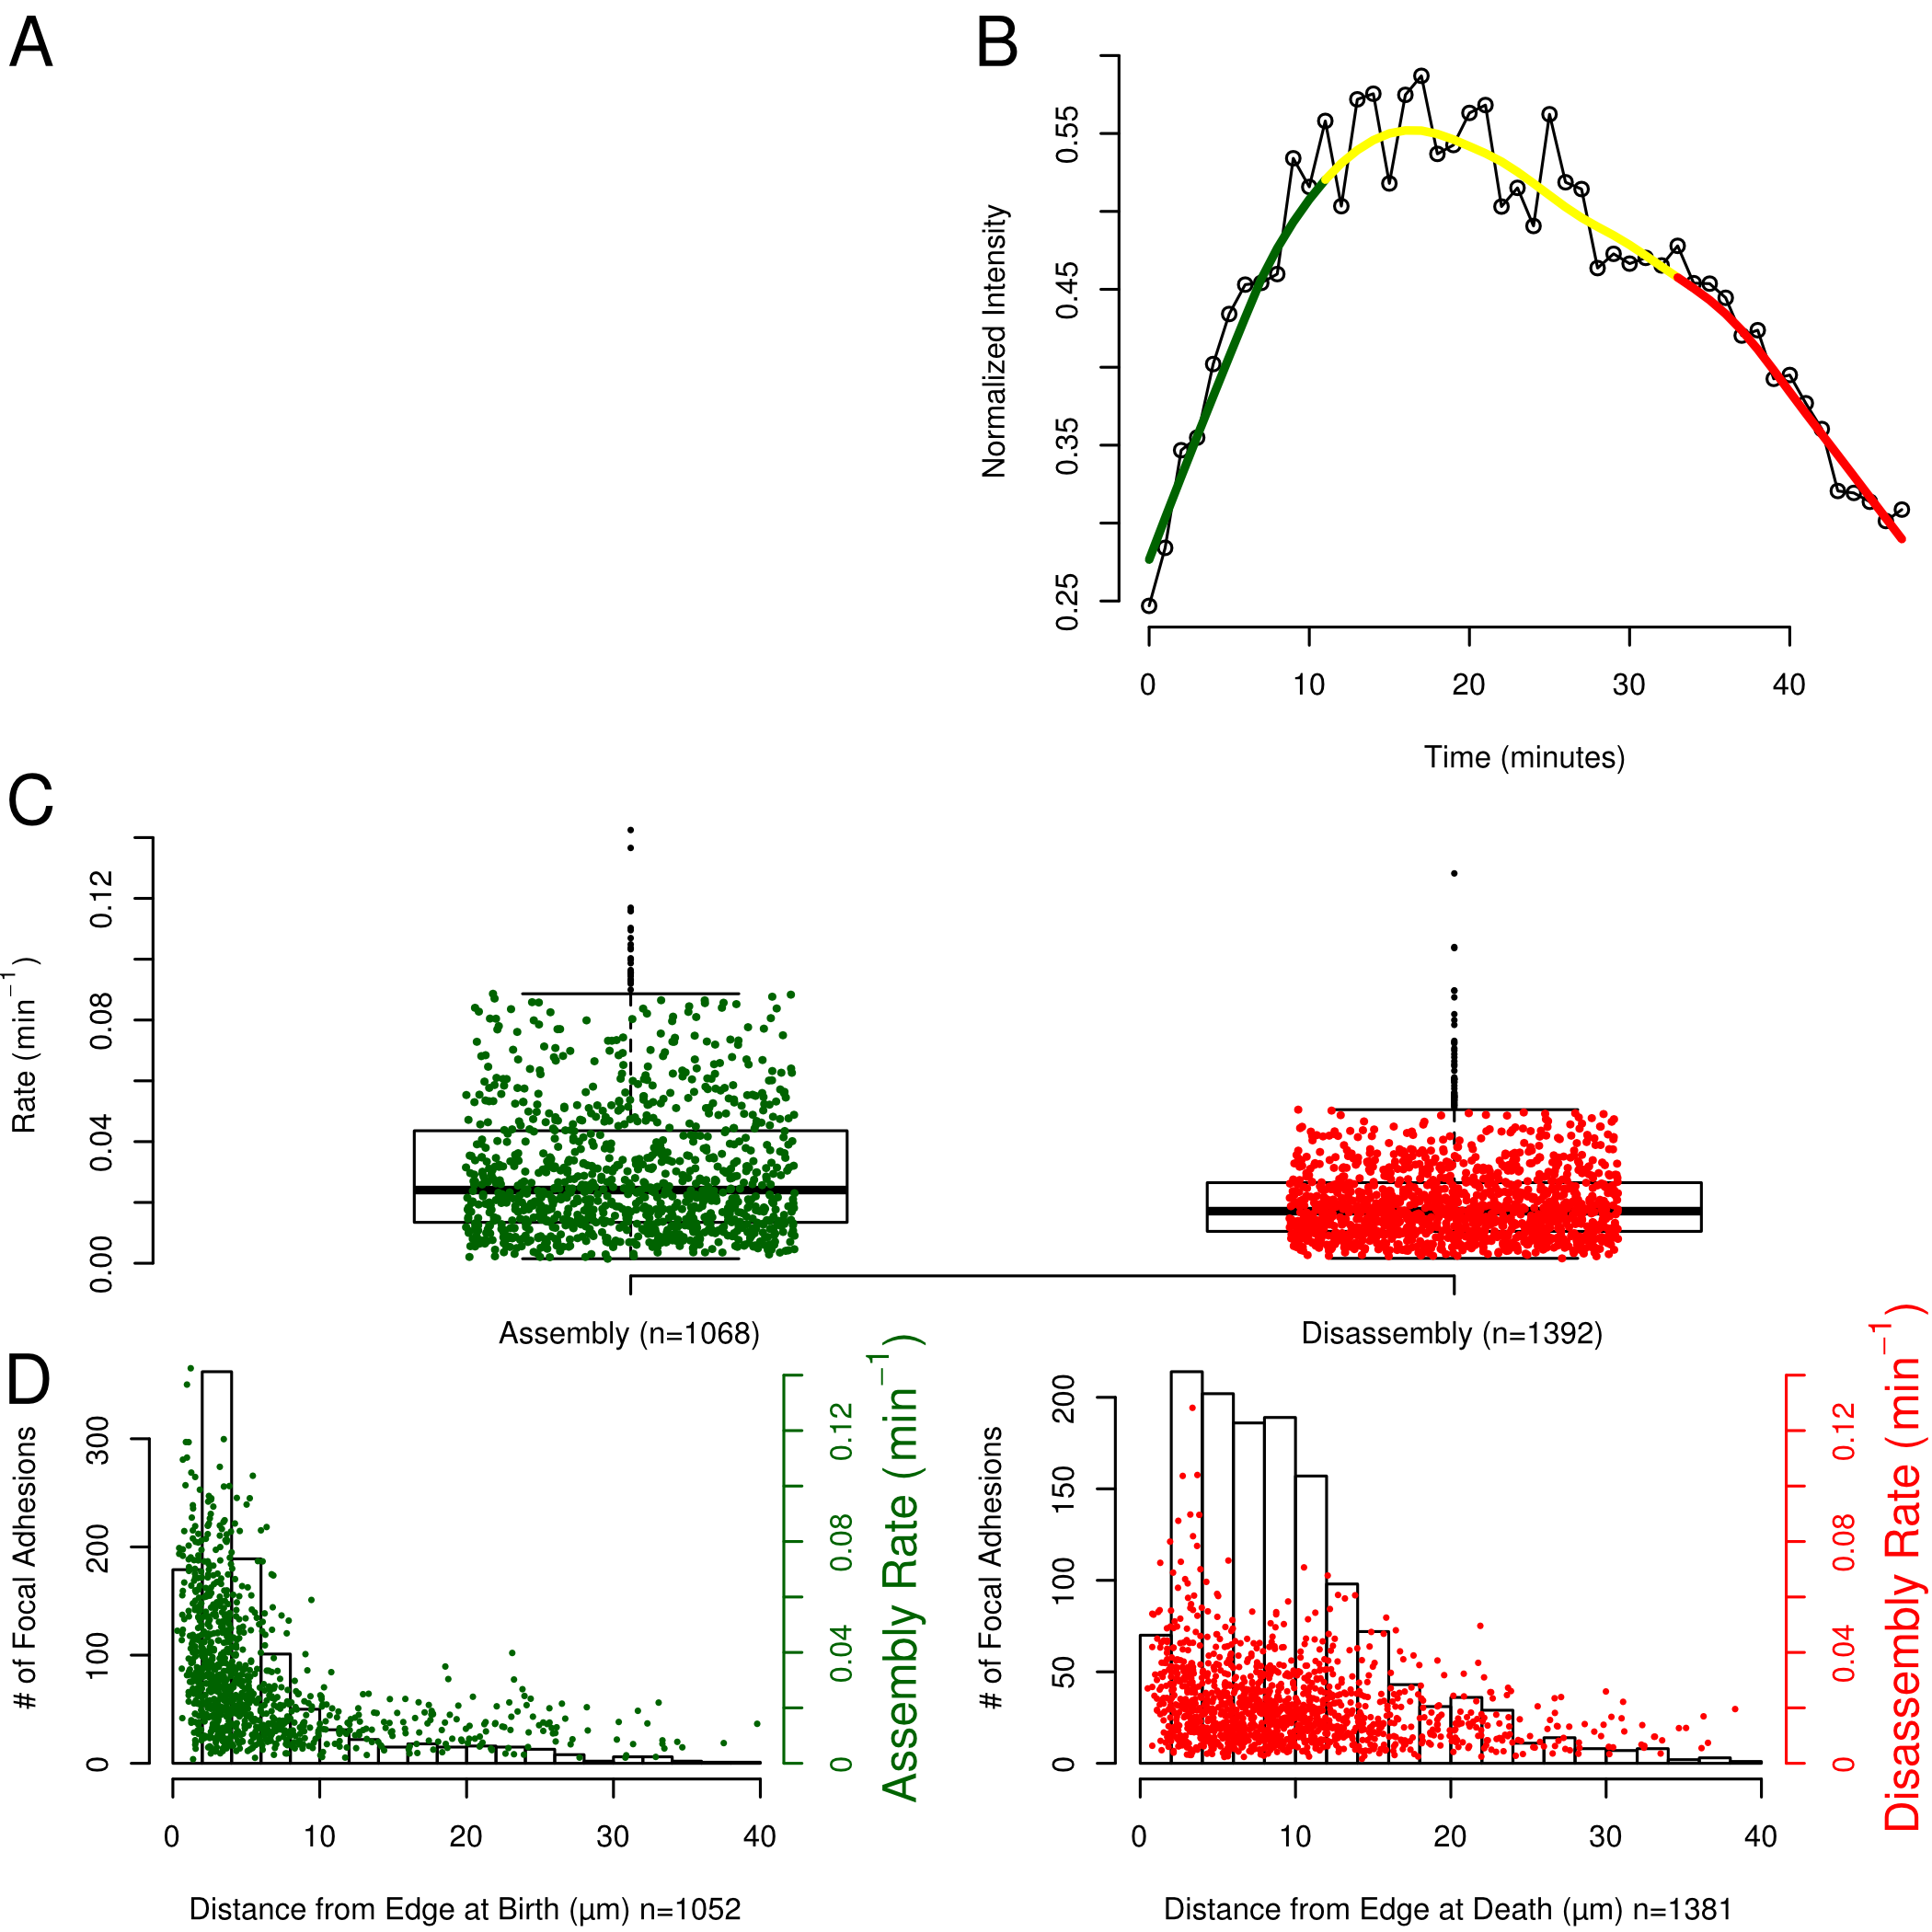 A
B
Normalized Intensity
0.25 0.35 0.45 0.55
0 10 20 30 40
Time (minutes)
C
Rate (min−1)
0.00 0.04 0.08 0.12
Assembly (n=1068)
Disassembly (n=1392)
D
# of Focal Adhesions
0 100 200 300
0 10 20 30 40
Distance from Edge at Birth (μm) n=1052
0 0.04 0.08 0.12
Assembly Rate (min−1)
# of Focal Adhesions
0 50 100 150 200
0 10 20 30 40
Distance from Edge at Death (μm) n=1381
0 0.04 0.08 0.12
Disassembly Rate (min−1)